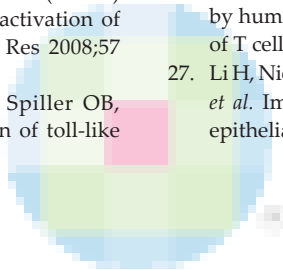 activation of
Res 2008;57
Spiller OB,
n of toll-like
by hum
of T cell
27. Li H, Nie
et al. Im
epithelia